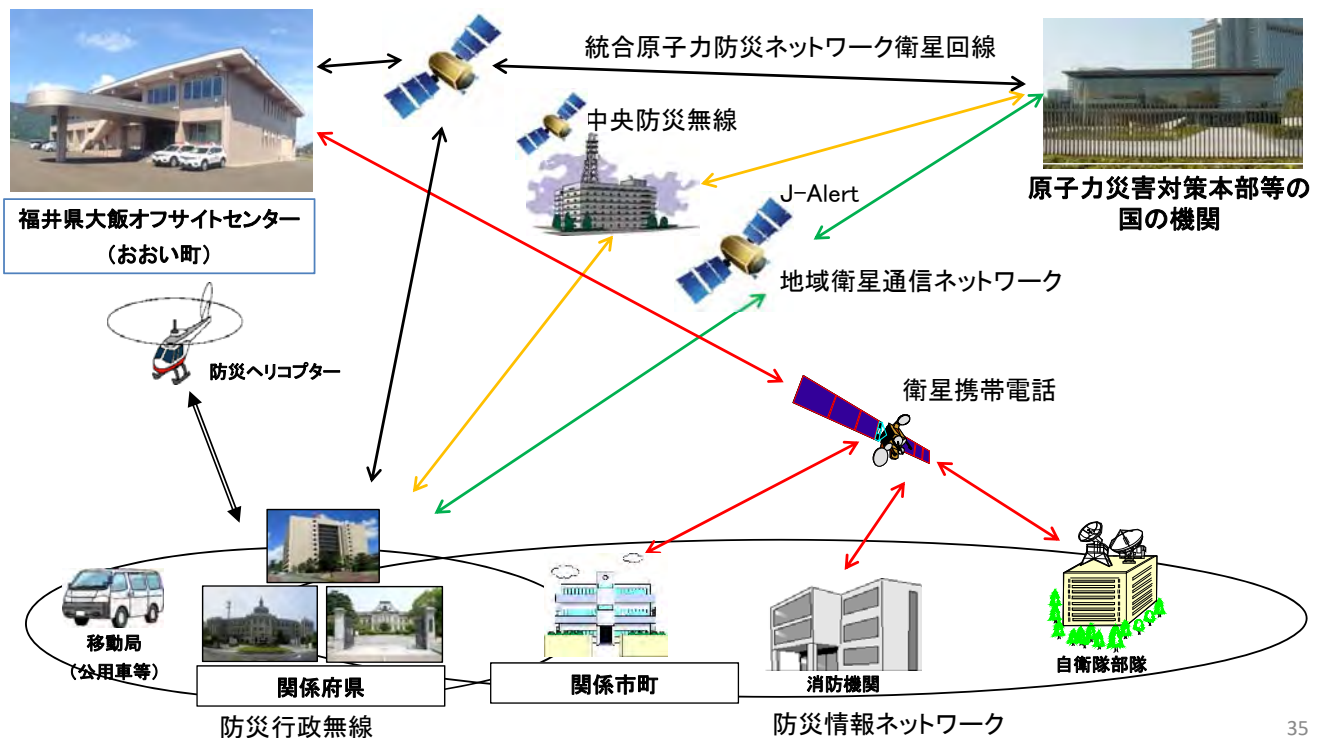 統合原子力防災ネットワーク衛星回線
中央防災無線
J-Alert
原子力災害対策本部等の
国の機関
福井県大飯オフサイトセンター
（おおい町）
地域衛星通信ネットワーク
防災ヘリコプター
衛星携帯電話
移動局
（公用車等）
関係府県
関係市町
消防機関
自衛隊部隊
防災行政無線
防災情報ネットワーク
35